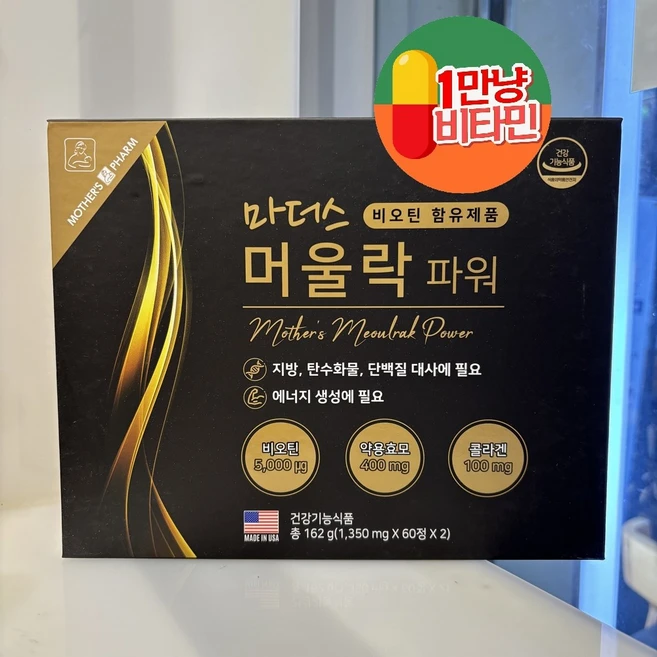 1만냥
비타민
MOTHER'S PHARM
건강
기능식품
마더스 비오틴 함유제품
머울락 파워
Mother's Meoulrak Power
지방, 탄수화물, 단백질 대사에 필요
에너지 생성에 필요
비오틴
5,000 μg
약용효모
400 mg
콜라겐
100 mg
MADE IN USA
건강기능식품
총 162 g(1,350 mg X 60정 X 2)